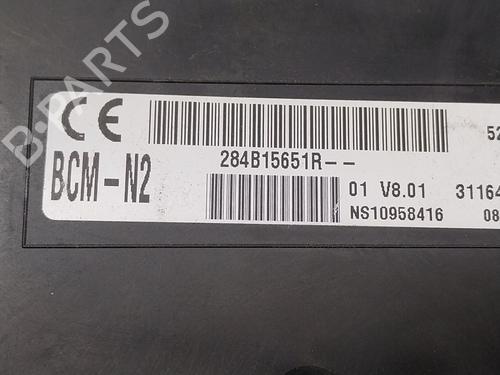 CE
52
284B15651R--
BCM-N2
01 V8.01 31164
NS10958416 08
B-PARTS